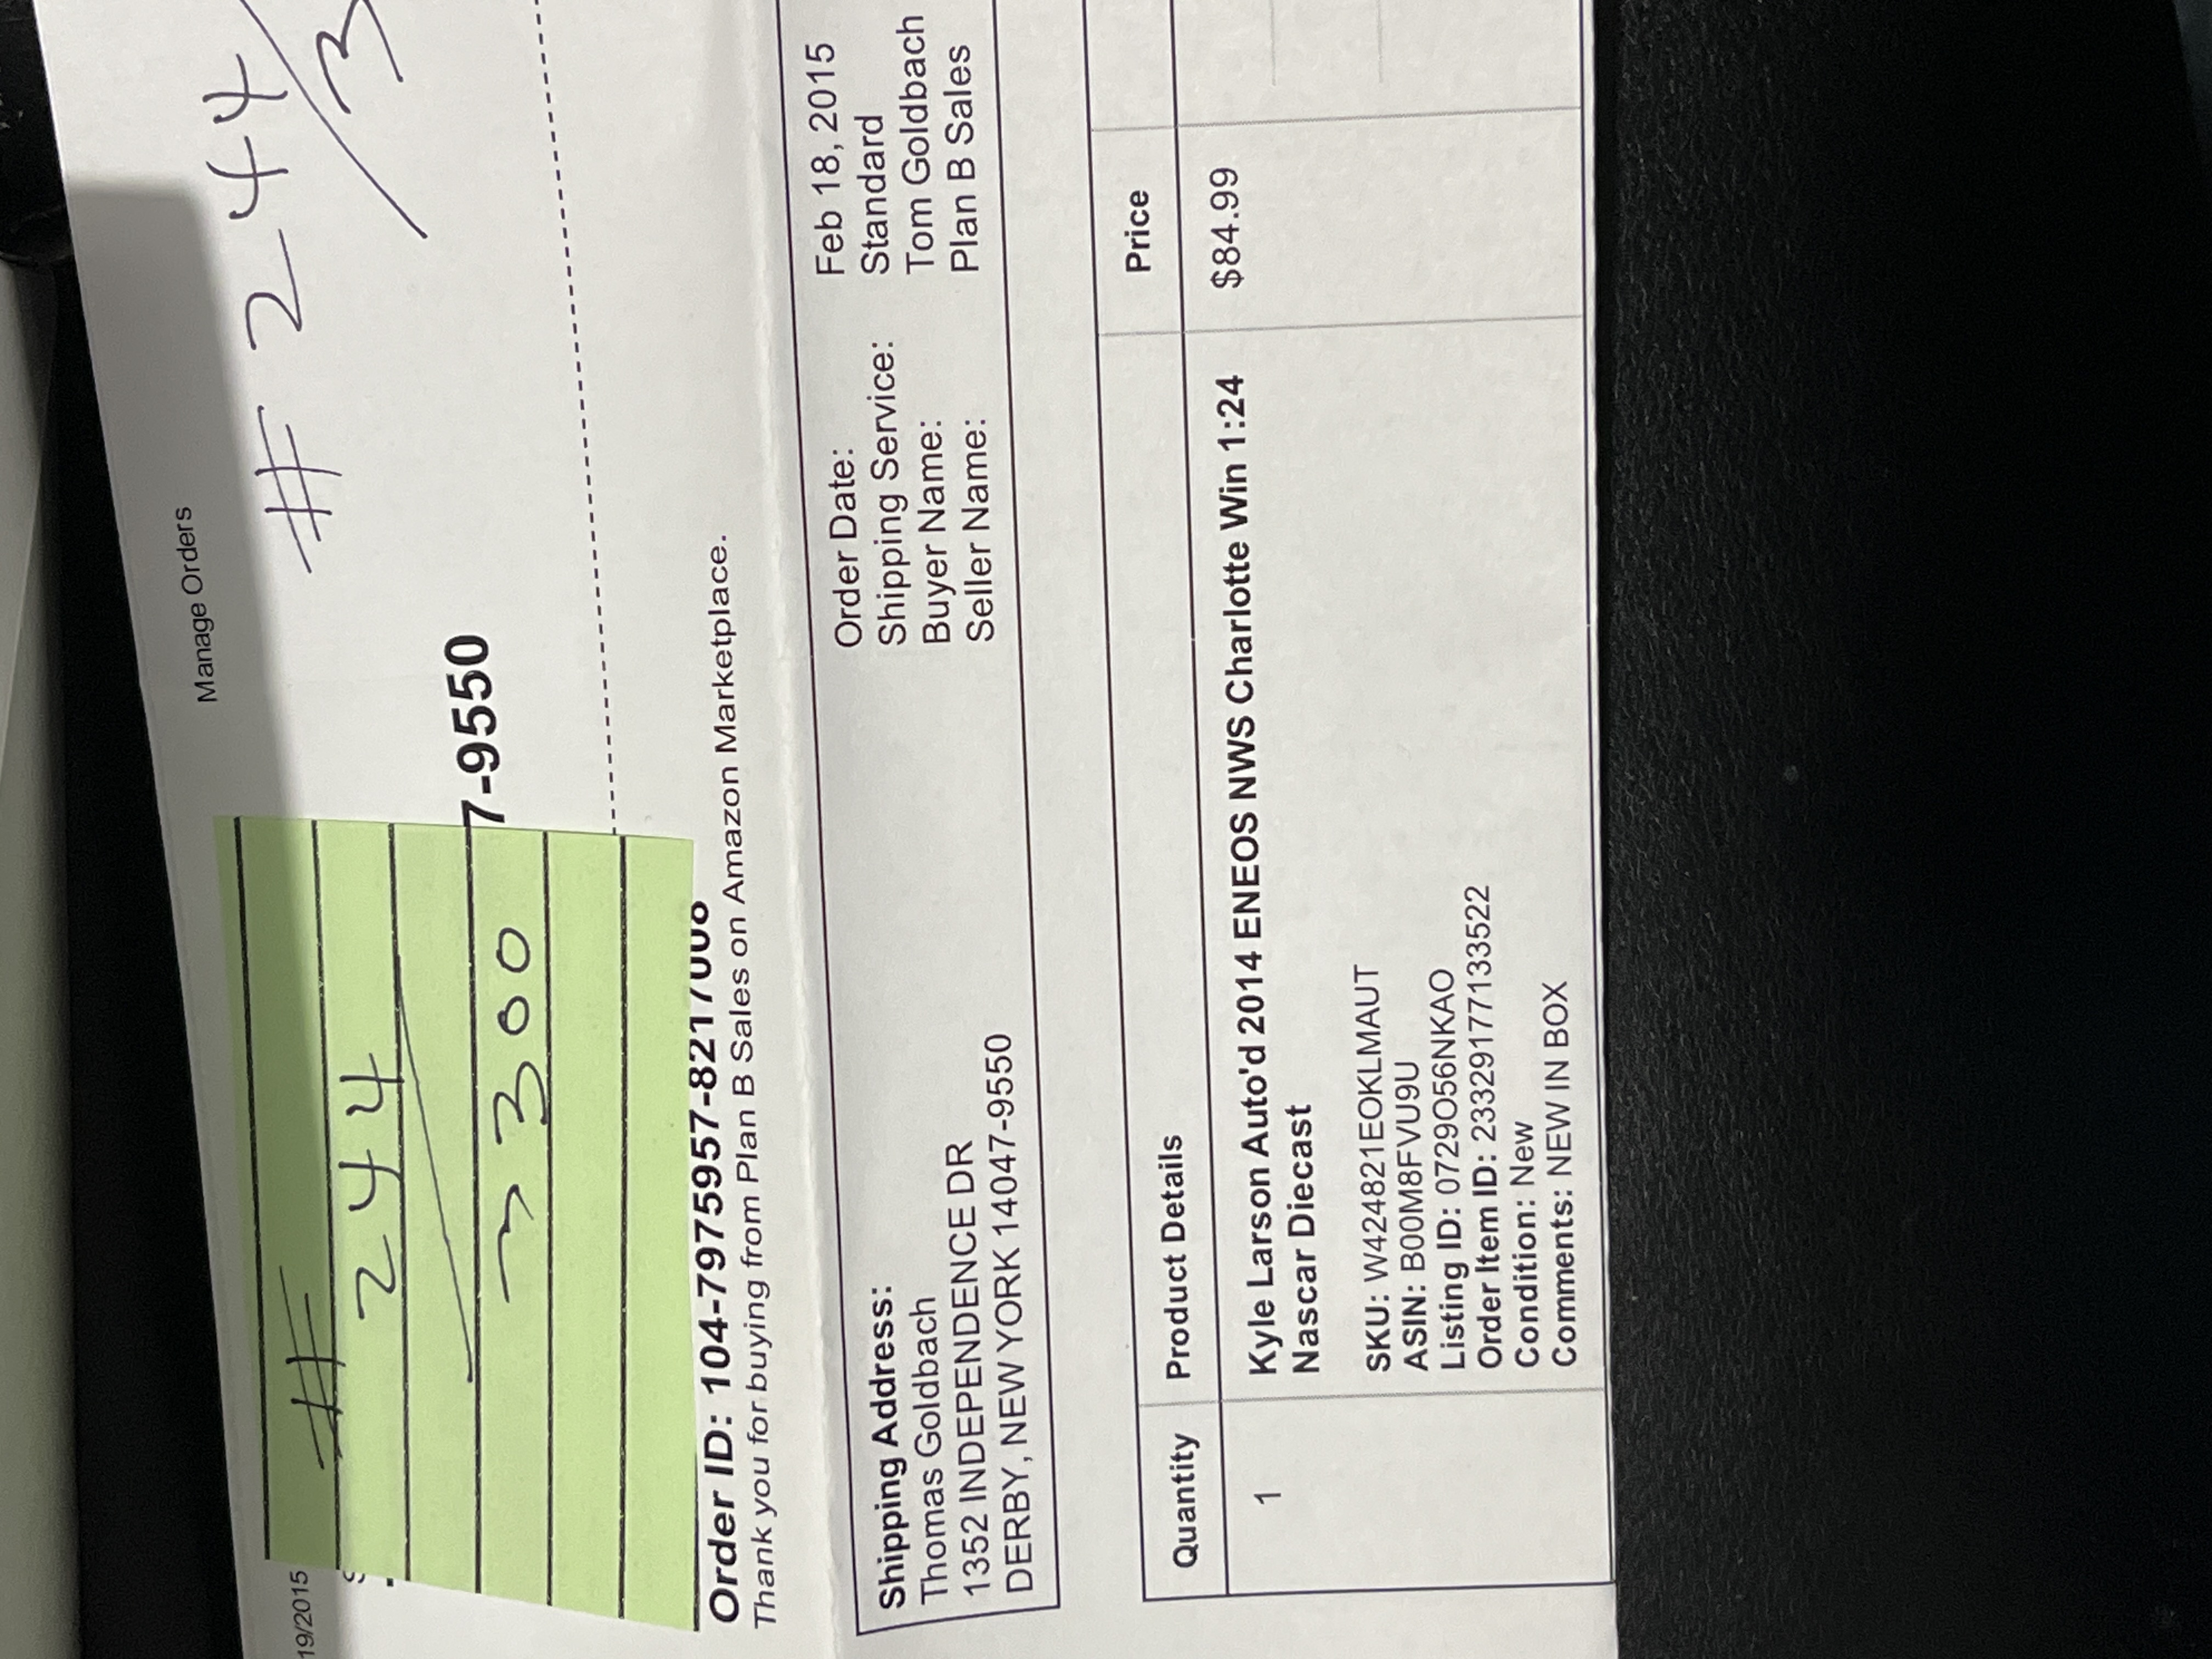 19/2015
Manage Orders
# 244
/3
#
244
7300
7-9550
Order ID: 104-7975957-8217008
Thank you for buying from Plan B Sales on Amazon Marketplace.
Shipping Address:
Thomas Goldbach
1352 INDEPENDENCE DR
DERBY, NEW YORK 14047-9550
Order Date: Feb 18, 2015
Shipping Service: Standard
Buyer Name: Tom Goldbach
Seller Name: Plan B Sales
Quantity Product Details Price
1 Kyle Larson Auto'd 2014 ENEOS NWS Charlotte Win 1:24 $84.99
Nascar Diecast
SKU: W424821EOKLMAUT
ASIN: B00M8FVU9U
Listing ID: 0729O56NKAO
Order Item ID: 23329177133522
Condition: New
Comments: NEW IN BOX